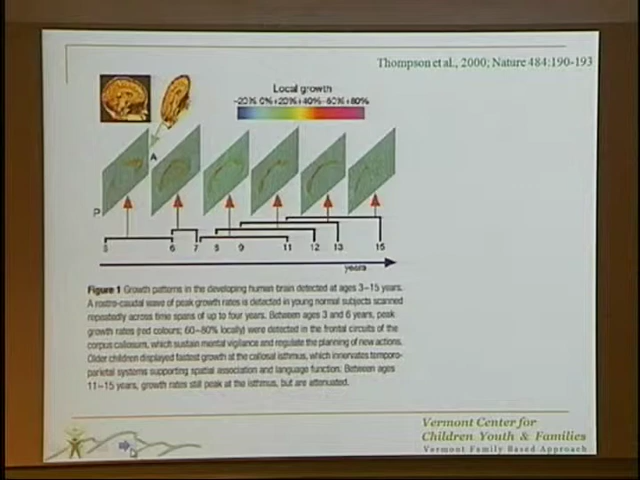 Thompson et al., 2000; Nature 484:190-193
Local growth
-20% 0%+20%+40%+60%+80%
A
P
3 6 7 8 9 11 12 13 15
years
Figure 1 Growth patterns in the developing human brain detected at ages 3–15 years.
A rostro-caudal wave of peak growth rates is detected in young normal subjects scanned
repeatedly across time spans of up to four years. Between ages 3 and 6 years, peak
growth rates (red colours; 60–80% locally) were detected in the frontal circuits of the
corpus callosum, which sustain mental vigilance and regulate the planning of new actions.
Older children displayed fastest growth at the callosal isthmus, which innervates temporo-
parietal systems supporting spatial association and language function. Between ages
11–15 years, growth rates still peak at the isthmus, but are attenuated.
Vermont Center for
Children Youth & Families
Vermont Family Based Approach